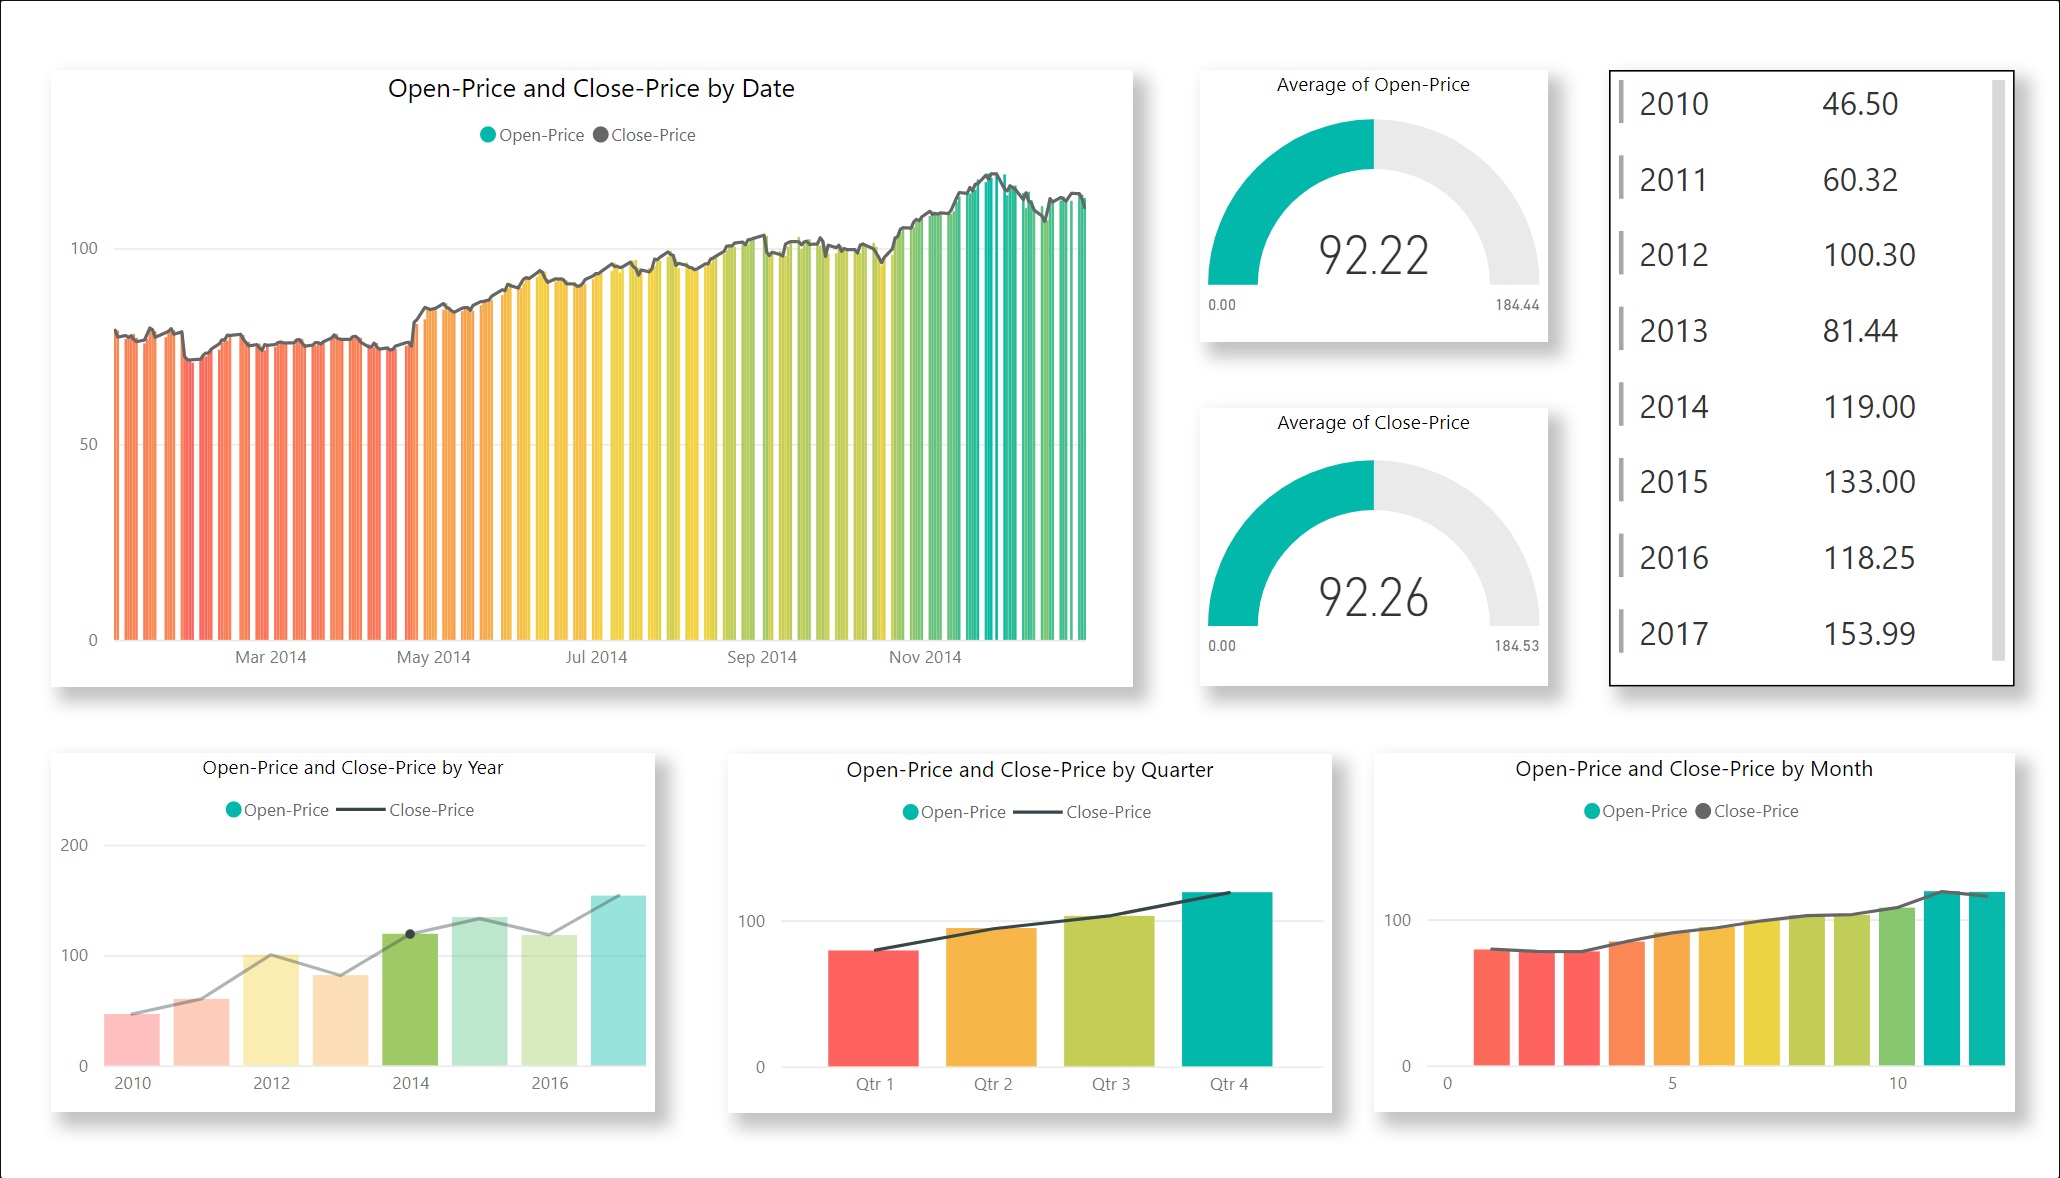 Open-Price and Close-Price by Date
Open-Price Close-Price
100
50
0
Mar 2014 May 2014 Jul 2014 Sep 2014 Nov 2014
Average of Open-Price
92.22
0.00 184.44
Average of Close-Price
92.26
0.00 184.53
2010 46.50
2011 60.32
2012 100.30
2013 81.44
2014 119.00
2015 133.00
2016 118.25
2017 153.99
Open-Price and Close-Price by Year
Open-Price Close-Price
200
100
0
2010 2012 2014 2016
Open-Price and Close-Price by Quarter
Open-Price Close-Price
100
0
Qtr 1 Qtr 2 Qtr 3 Qtr 4
Open-Price and Close-Price by Month
Open-Price Close-Price
100
0
0 5 10